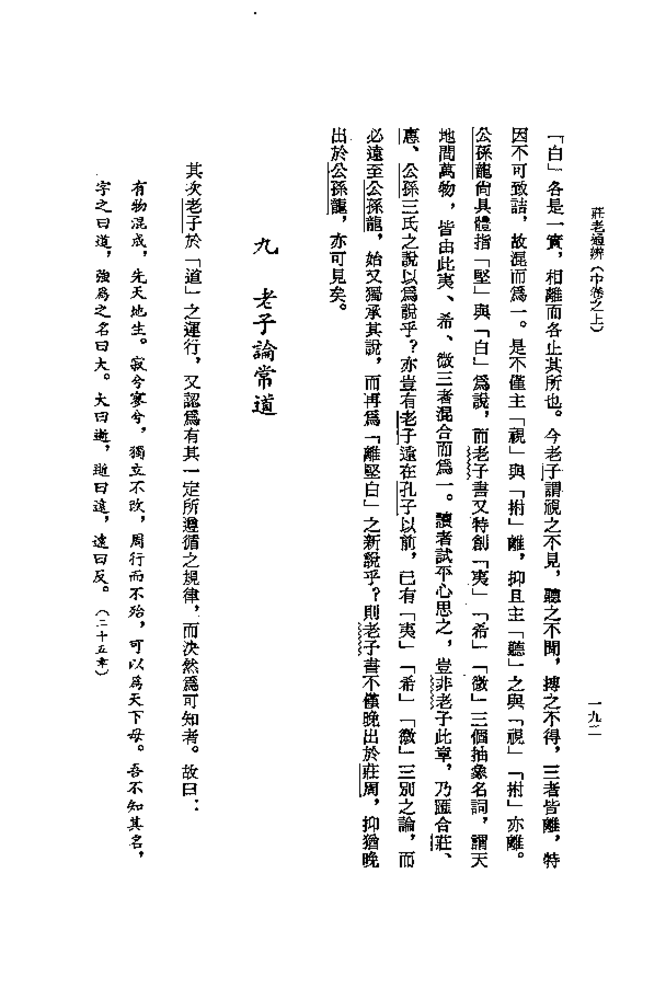 莊老通辨（中卷之上）
一九二
「白」各是一實，相離而各止其所也。今老子謂視之不見，聽之不聞，搏之不得，三者皆離，特
因不可致詰，故混而爲一。是不僅主「視」與「拊」離，抑且主「聽」之與「視」「拊」亦離。
公孫龍尙具體指「堅」與「白」爲說，而老子書又特創「夷」「希」「微」三個抽象名詞，謂天
地間萬物，皆由此夷、希、微三者混合而爲一。讀者試平心思之，豈非老子此章，乃匯合莊、
惠、公孫三氏之說以爲說乎？亦豈有老子遠在孔子以前，已有「夷」「希」「微」三別之論，而
必遠至公孫龍，始又獨承其說，而再爲「離堅白」之新說乎？則老子書不僅晚出於莊周，抑猶晚
出於公孫龍，亦可見矣。
九　老子論常道
其次老子於「道」之運行，又認爲有其一定所遵循之規律，而決然爲可知者。故曰：
有物混成，先天地生。寂兮寥兮，獨立不改，周行而不殆，可以爲天下母。吾不知其名，
字之曰道，強爲之名曰大。大曰逝，逝曰遠，遠曰反。（二十五章）